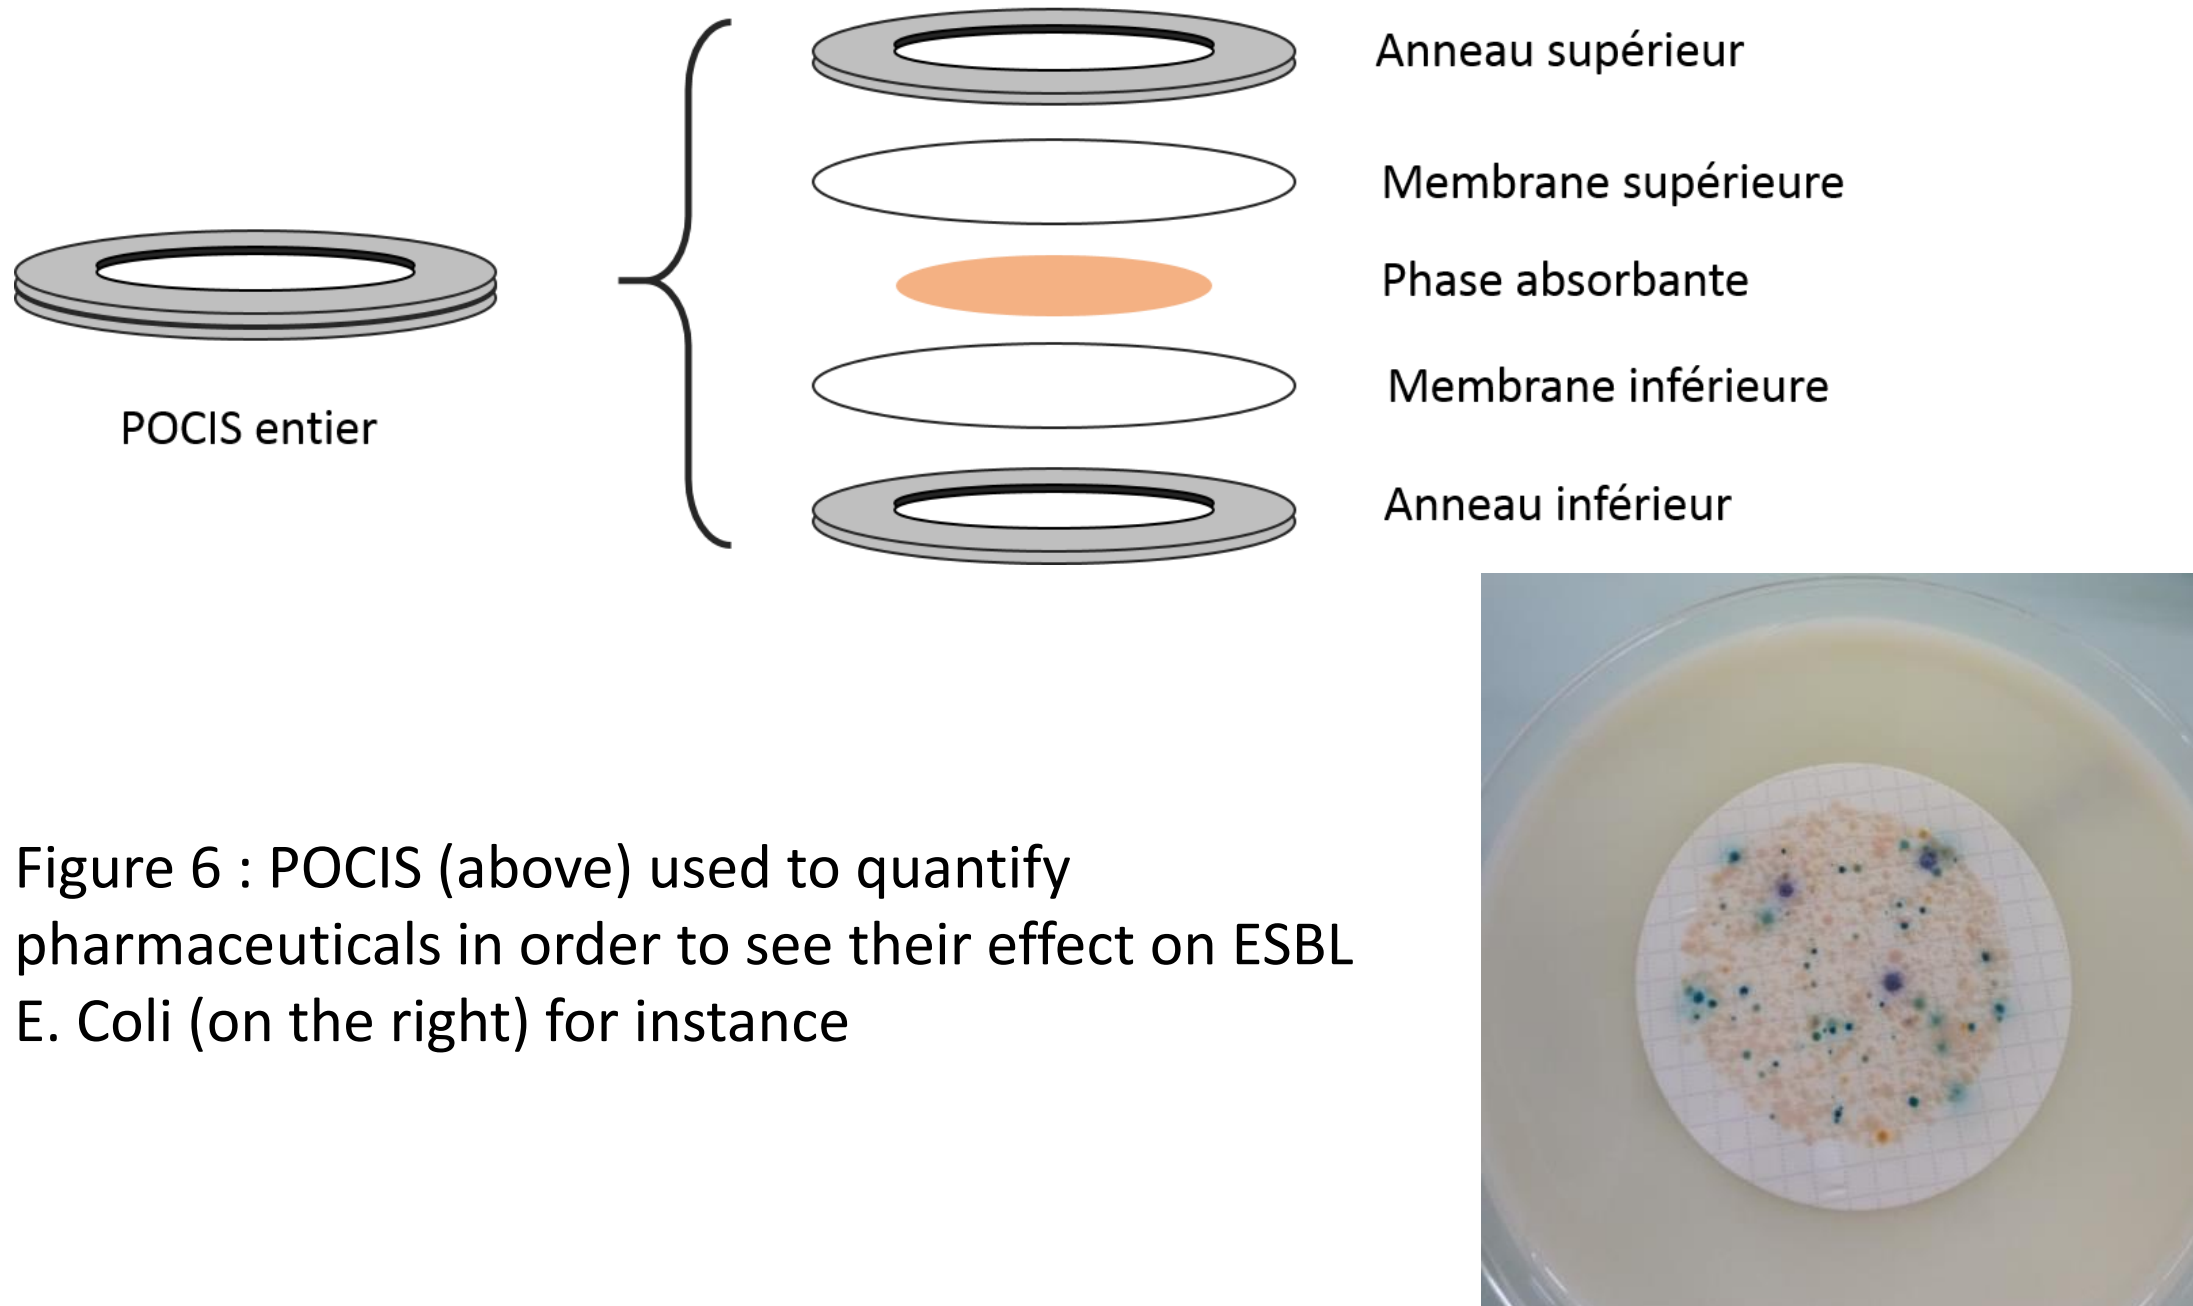 Anneau supérieur
Membrane supérieure
Phase absorbante
Membrane inférieure
Anneau inférieur
POCIS entier
Figure 6 : POCIS (above) used to quantify
pharmaceuticals in order to see their effect on ESBL
E. Coli (on the right) for instance